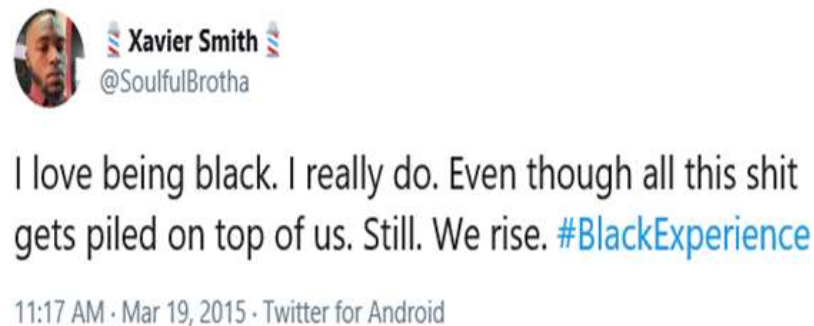 💈 Xavier Smith 💈
@SoulfulBrotha
I love being black. I really do. Even though all this shit
gets piled on top of us. Still. We rise. #BlackExperience
11:17 AM · Mar 19, 2015 · Twitter for Android